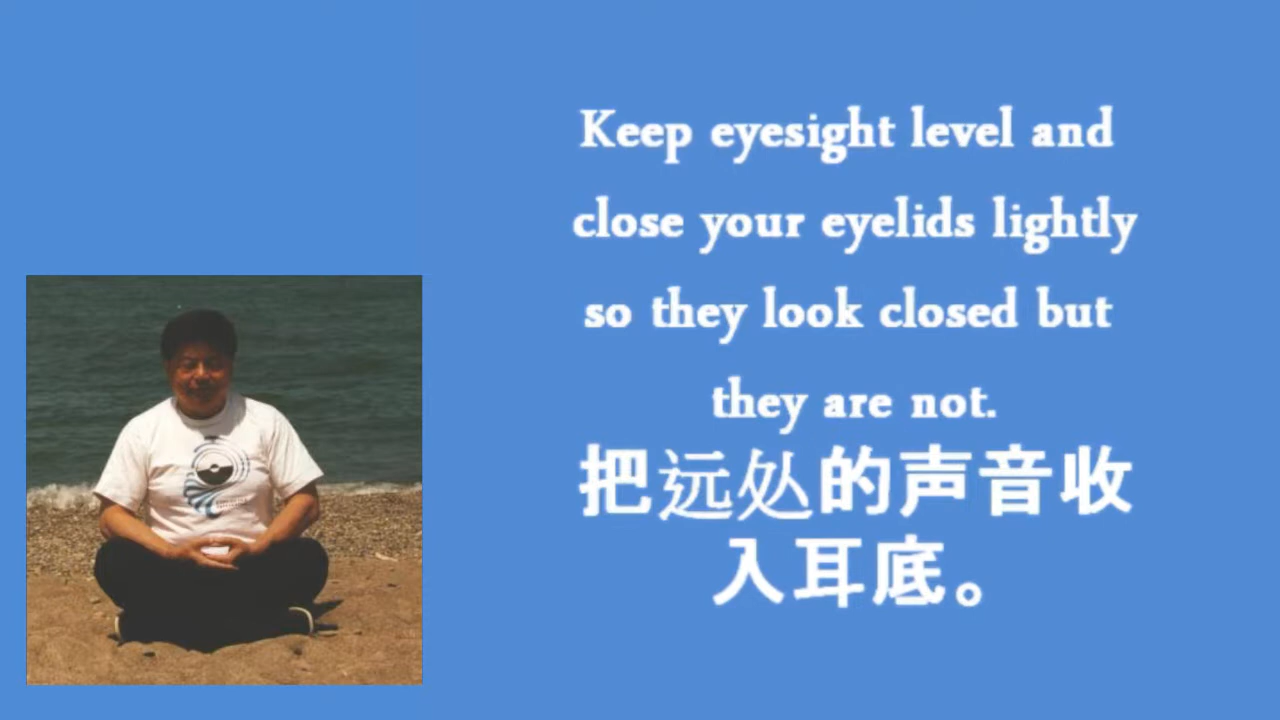 Keep eyesight level and
close your eyelids lightly
so they look closed but
they are not.
把远处的声音收
入耳底。